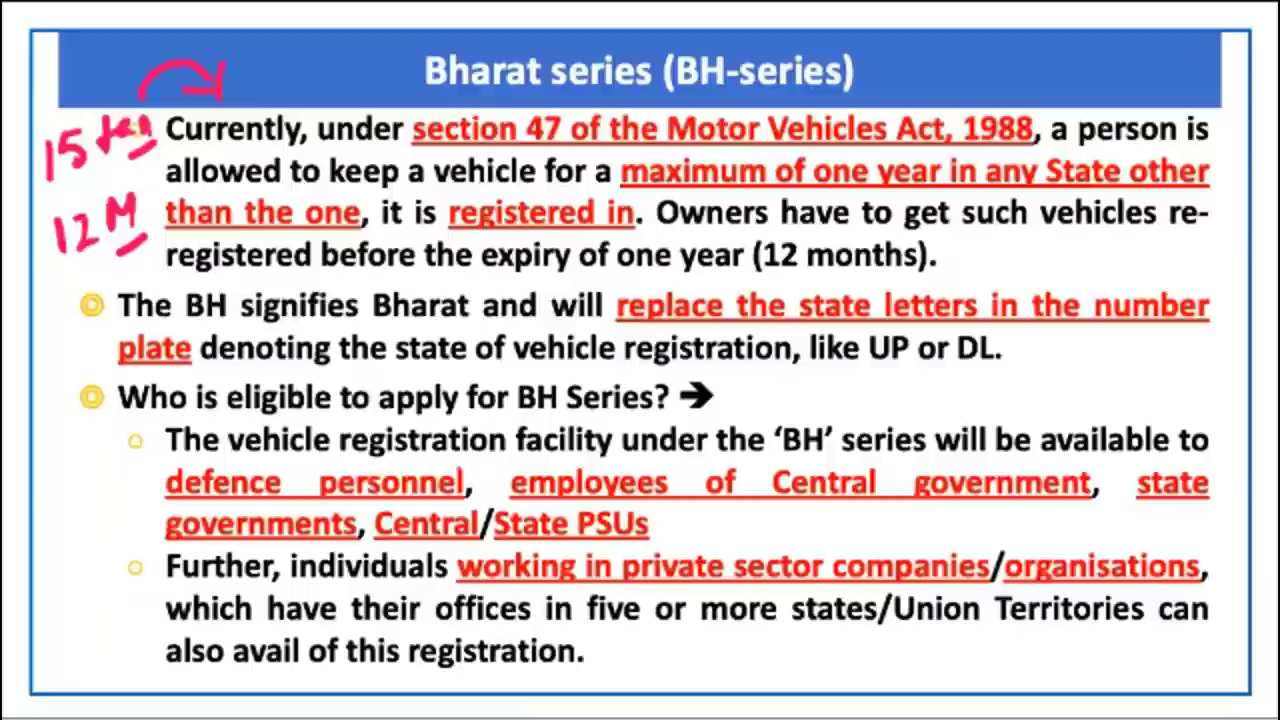 Bharat series (BH-series)
Currently, under section 47 of the Motor Vehicles Act, 1988, a person is
15
allowed to keep a vehicle for a maximum of one year in any State other
12 M
than the one, it is registered in. Owners have to get such vehicles re-
registered before the expiry of one year (12 months).
The BH signifies Bharat and will replace the state letters in the number
plate denoting the state of vehicle registration, like UP or DL.
Who is eligible to apply for BH Series? ➔
The vehicle registration facility under the ‘BH’ series will be available to
defence personnel, employees of Central government, state
governments, Central/State PSUs
Further, individuals working in private sector companies/organisations,
which have their offices in five or more states/Union Territories can
also avail of this registration.